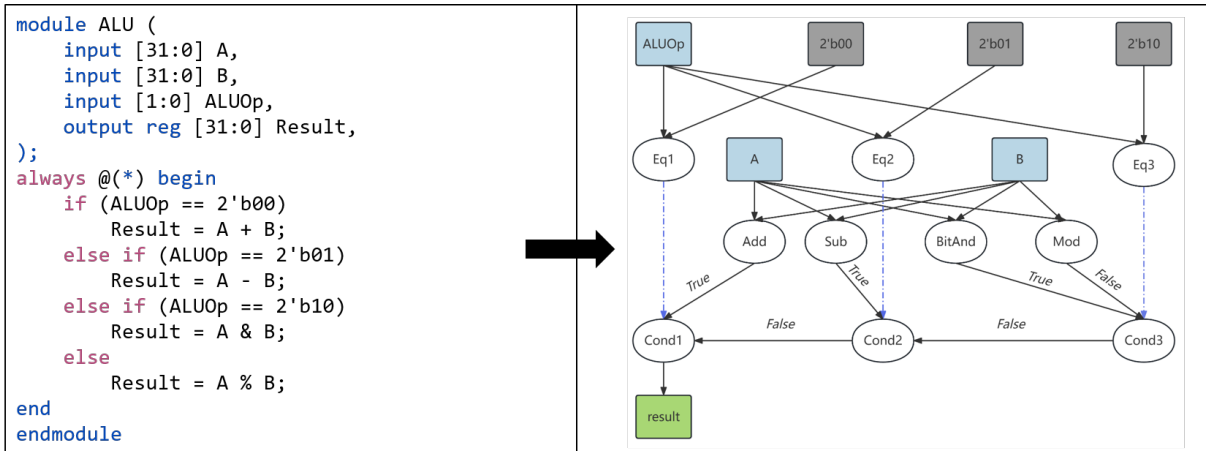 module ALU (
    input [31:0] A,
    input [31:0] B,
    input [1:0] ALUOp,
    output reg [31:0] Result,
);
always @(*) begin
    if (ALUOp == 2'b00)
        Result = A + B;
    else if (ALUOp == 2'b01)
        Result = A - B;
    else if (ALUOp == 2'b10)
        Result = A & B;
    else
        Result = A % B;
end
endmodule
ALUOp 2'b00 2'b01 2'b10
Eq1 A Eq2 B Eq3
Add Sub BitAnd Mod
True True True False
False False
Cond1 Cond2 Cond3
result